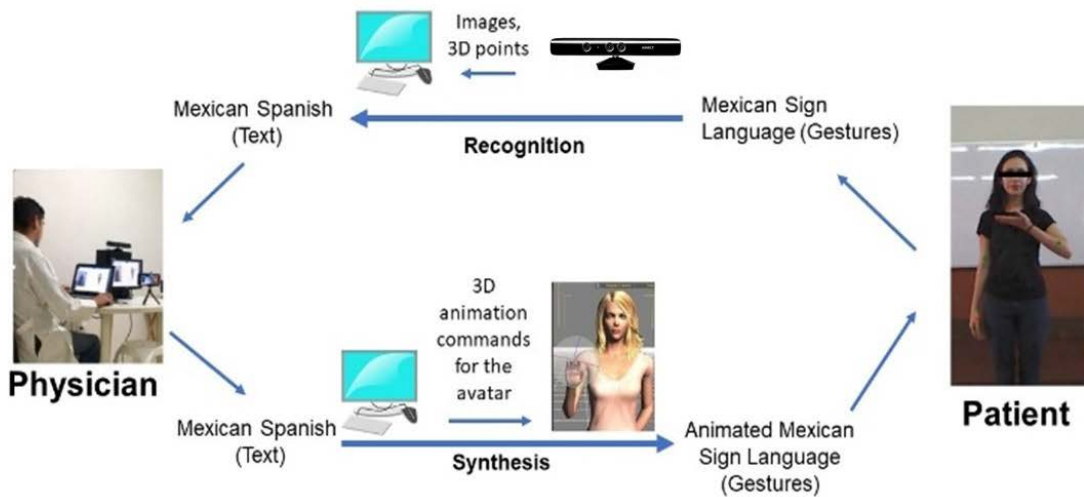 Images,
3D points
Mexican Spanish
(Text)
Recognition
Mexican Sign
Language (Gestures)
Physician
3D
animation
commands
for the
avatar
Patient
Mexican Spanish
(Text)
Synthesis
Animated Mexican
Sign Language
(Gestures)